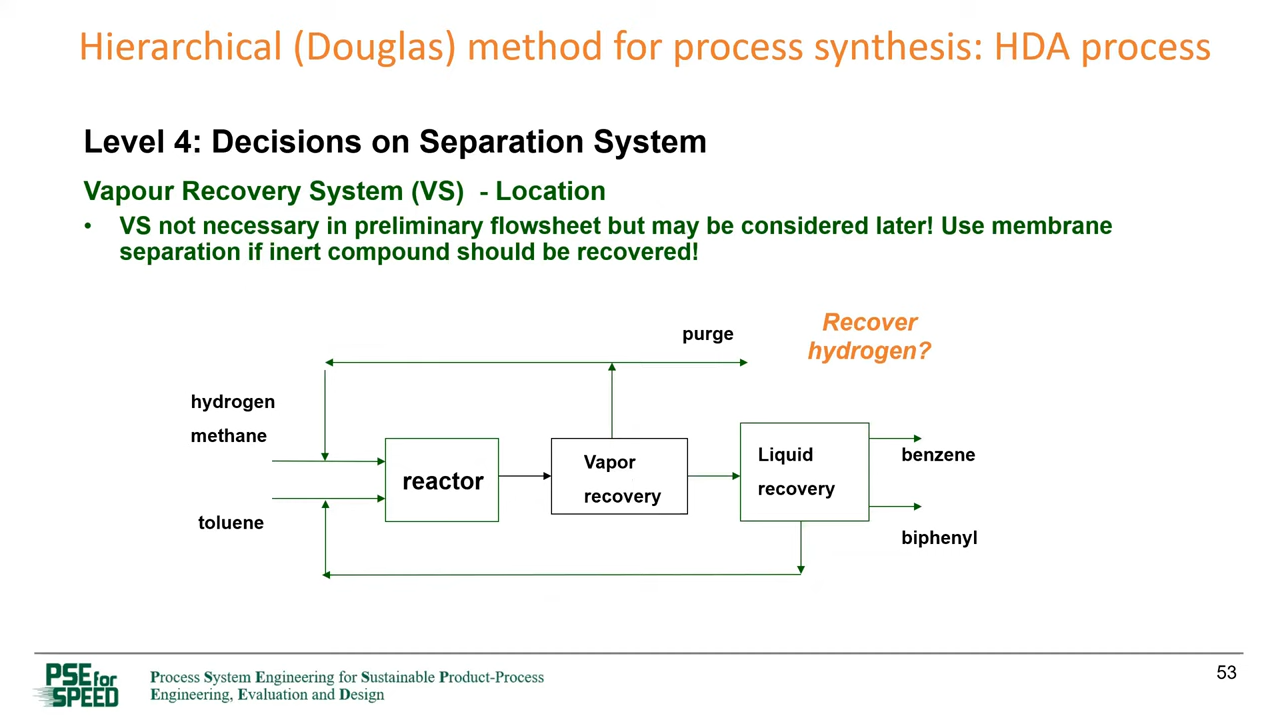 Hierarchical (Douglas) method for process synthesis: HDA process
Level 4: Decisions on Separation System
Vapour Recovery System (VS) - Location
• VS not necessary in preliminary flowsheet but may be considered later! Use membrane
separation if inert compound should be recovered!
purge
Recover
hydrogen?
hydrogen
methane
toluene
reactor
Vapor
recovery
Liquid
recovery
benzene
biphenyl
PSE for
SPEED
Process System Engineering for Sustainable Product-Process
Engineering, Evaluation and Design
53